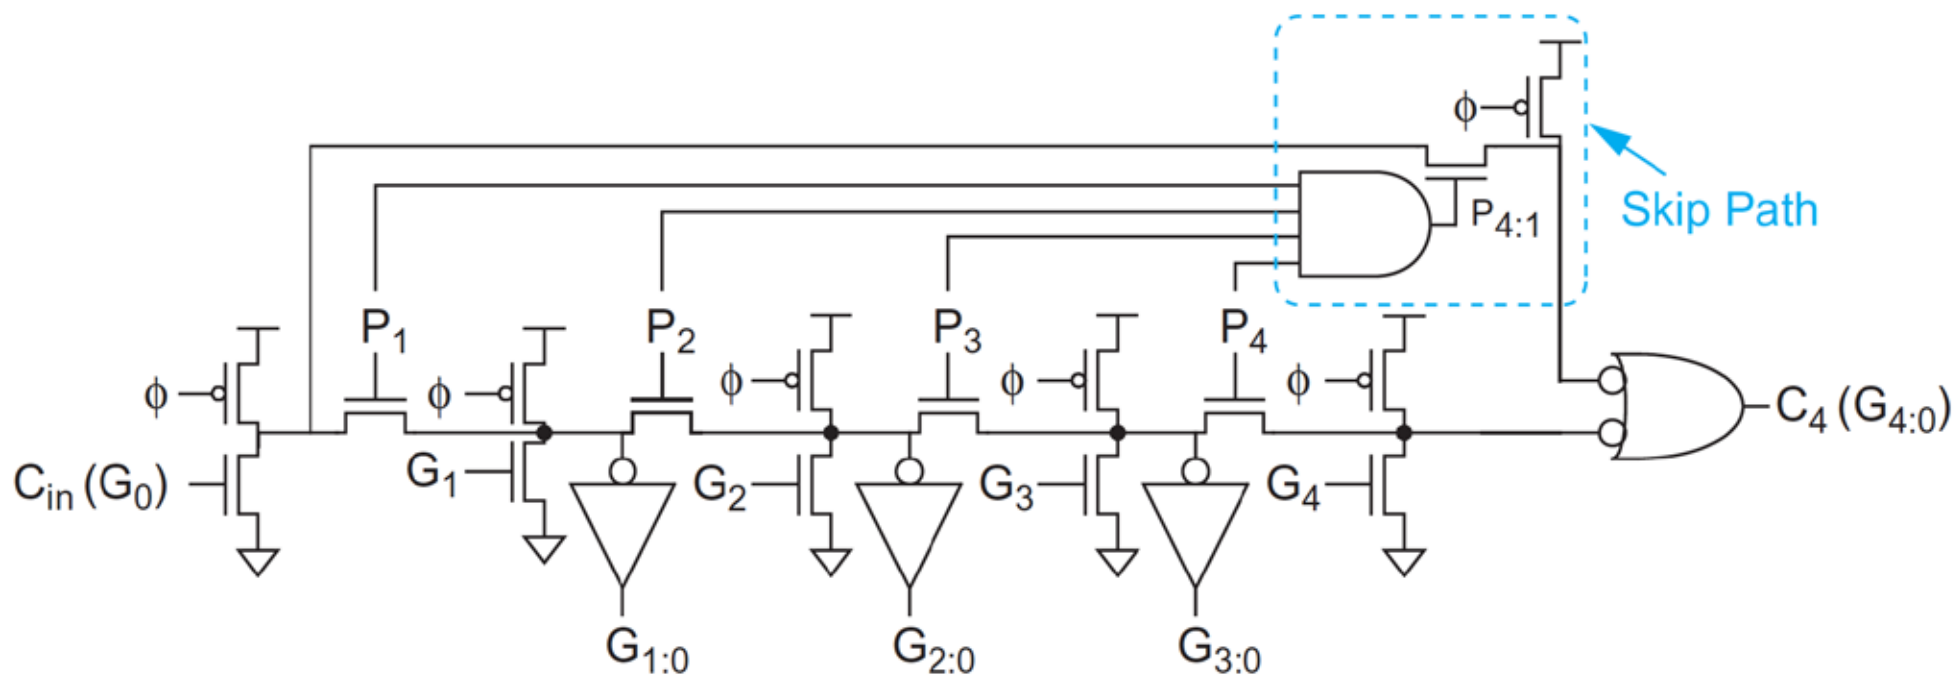 ϕ
Skip Path
P4:1
P1
P2
P3
P4
ϕ
ϕ
ϕ
ϕ
ϕ
C4 (G4:0)
Cin (G0)
G1
G2
G3
G4
G1:0
G2:0
G3:0